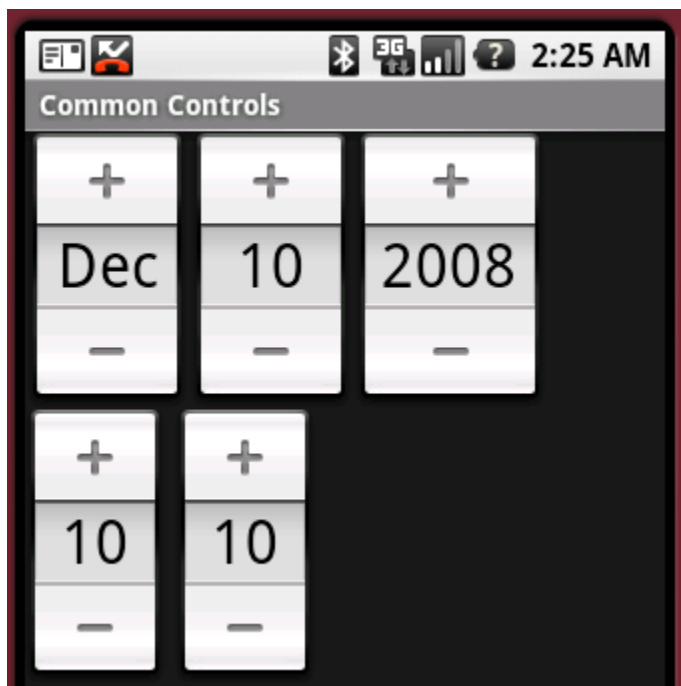 3G ? 2:25 AM
Common Controls
+ + +
Dec 10 2008
- - -
+ +
10 10
- -